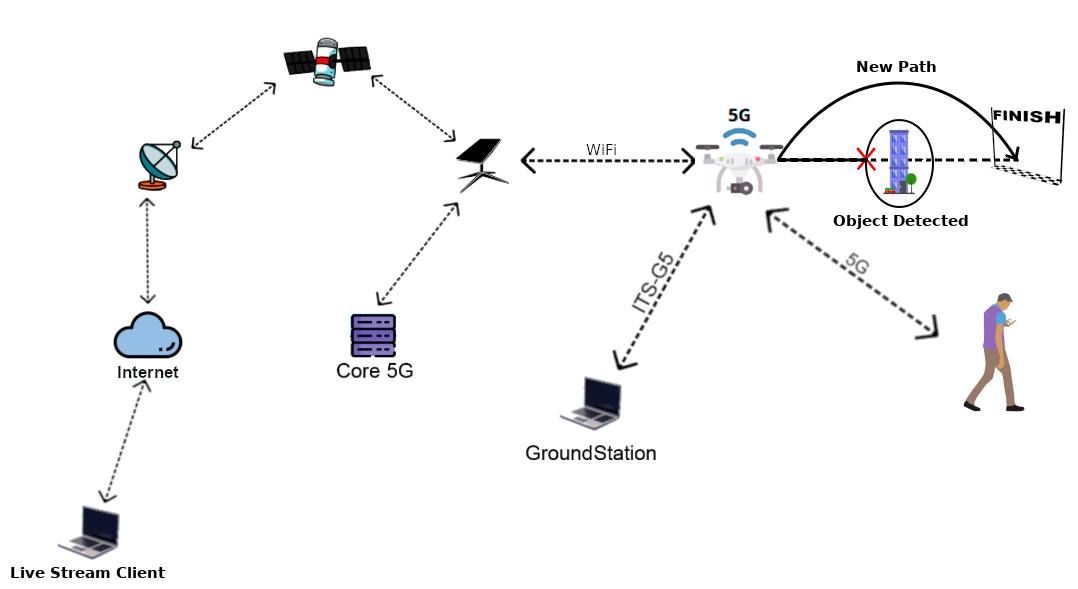 New Path
FINISH
5G
WiFi
Object Detected
ITS-G5
5G
Internet
Core 5G
GroundStation
Live Stream Client